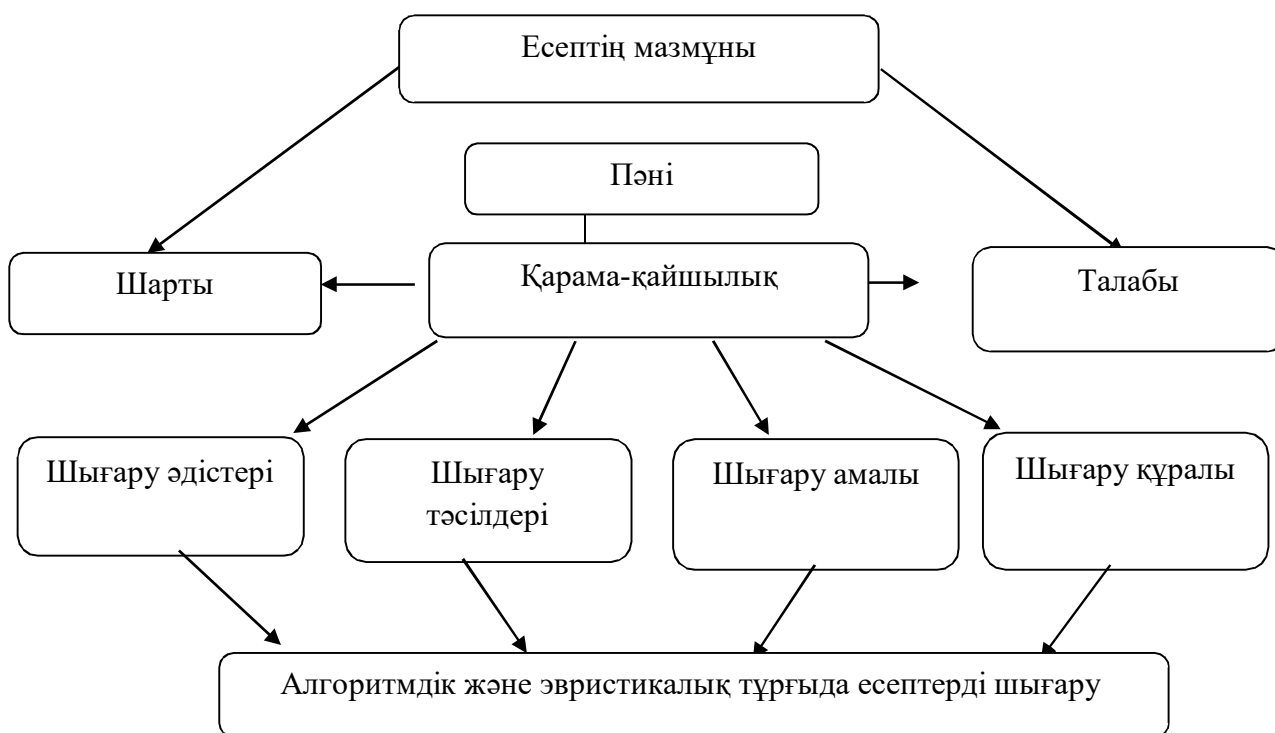 Есептің мазмұны
Пәні
Шарты
Қарама-қайшылық
Талабы
Шығару әдістері
Шығару
тәсілдері
Шығару амалы
Шығару құралы
Алгоритмдік және эвристикалық тұрғыда есептерді шығару